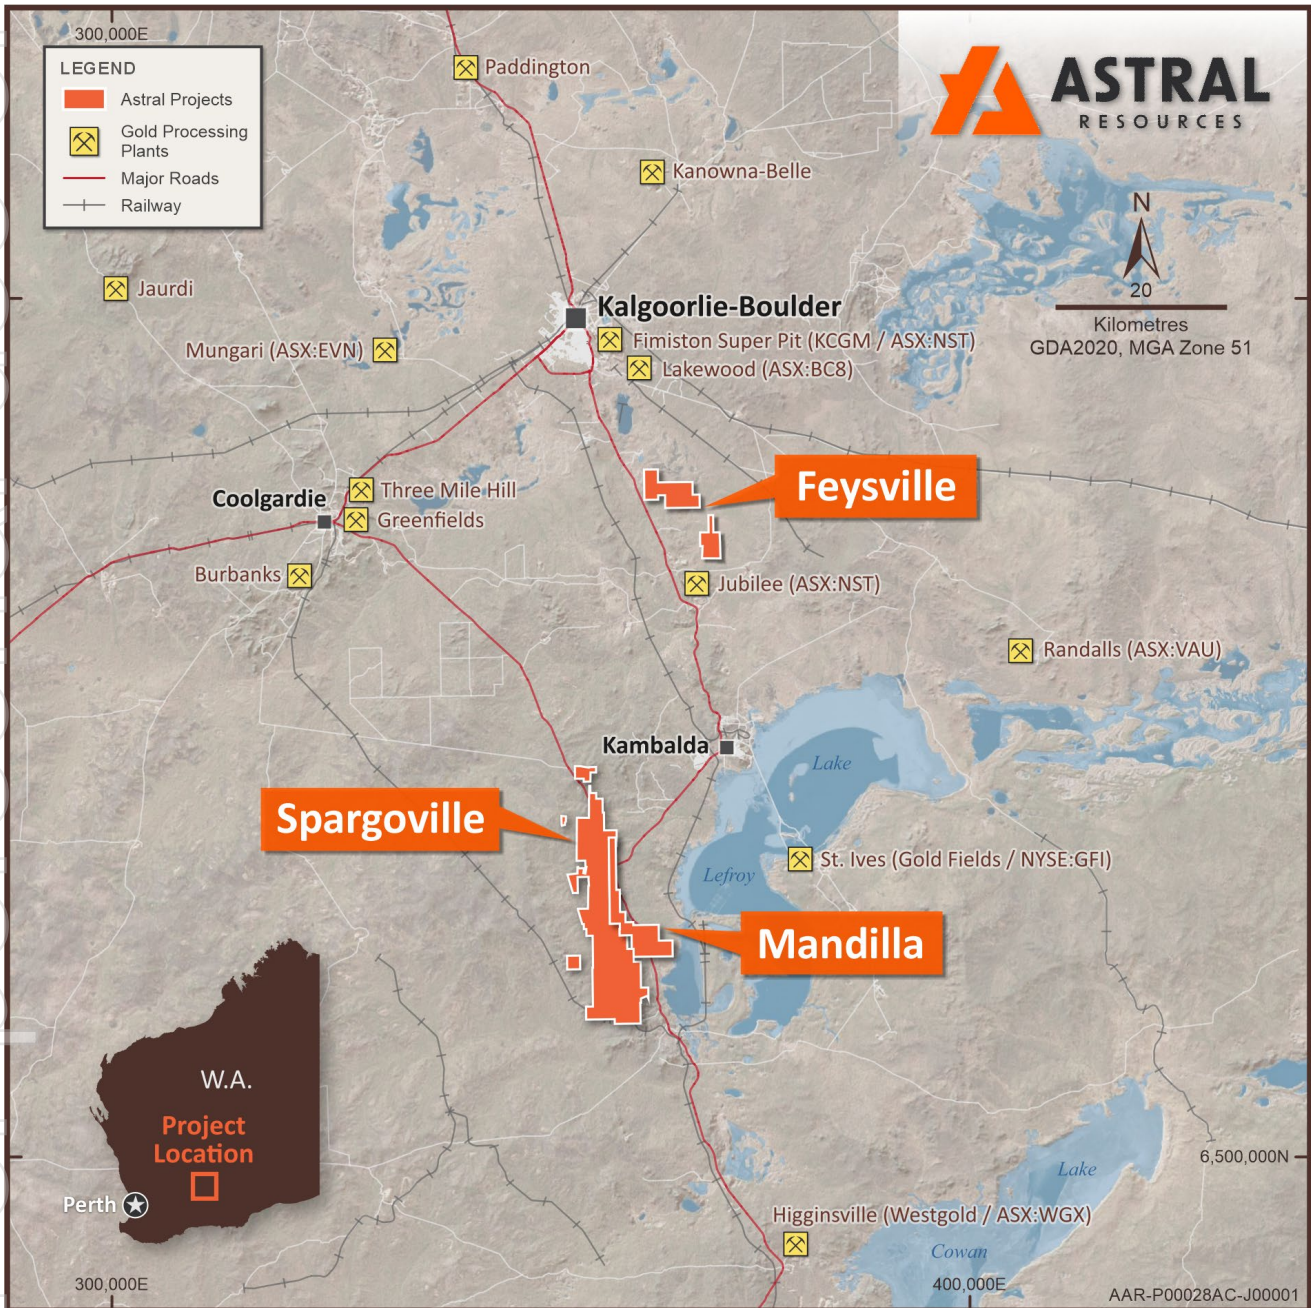 300,000E
LEGEND
Astral Projects
Gold Processing
Plants
Major Roads
Railway
ASTRAL
RESOURCES
Paddington
Kanowna-Belle
N
20
Kilometres
GDA2020, MGA Zone 51
Jaurdi
Kalgoorlie-Boulder
Fimiston Super Pit (KCGM / ASX:NST)
Mungari (ASX:EVN)
Lakewood (ASX:BC8)
Feysville
Coolgardie
Three Mile Hill
Greenfields
Burbanks
Jubilee (ASX:NST)
Randalls (ASX:VAU)
Kambalda
Lake
Spargoville
St. Ives (Gold Fields / NYSE:GFI)
Lefroy
Mandilla
W.A.
Project
Location
Perth
6,500,000N
Lake
Higginsville (Westgold / ASX:WGX)
Cowan
300,000E
400,000E
AAR-P00028AC-J00001